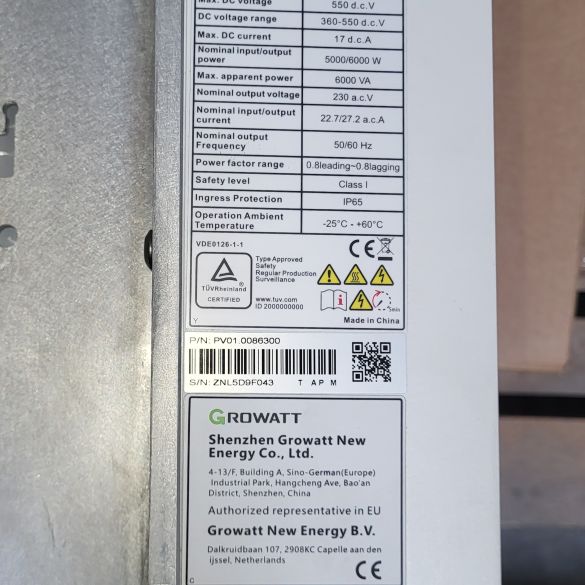 Max. DC voltage 550 d.c.V
DC voltage range 360-550 d.c.V
Max. DC current 17 d.c.A
Nominal input/output
power 5000/6000 W
Max. apparent power 6000 VA
Nominal output voltage 230 a.c.V
Nominal input/output
current 22.7/27.2 a.c.A
Nominal output
Frequency 50/60 Hz
Power factor range 0.8leading~0.8lagging
Safety level Class I
Ingress Protection IP65
Operation Ambient
Temperature -25°C - +60°C
VDE0126-1-1
CE
TÜVRheinland
CERTIFIED
Type Approved
Safety
Regular Production
Surveillance
www.tuv.com
ID 2000000000
5min
Y
Made in China
P/N: PV01.0086300
S/N: ZNL5D9F043 T A P M
GROWATT
Shenzhen Growatt New
Energy Co., Ltd.
4-13/F, Building A, Sino-German(Europe)
Industrial Park, Hangcheng Ave, Bao'an
District, Shenzhen, China
Authorized representative in EU
Growatt New Energy B.V.
Dalkruidbaan 107, 2908KC Capelle aan den
ijssel, Netherlands
CE